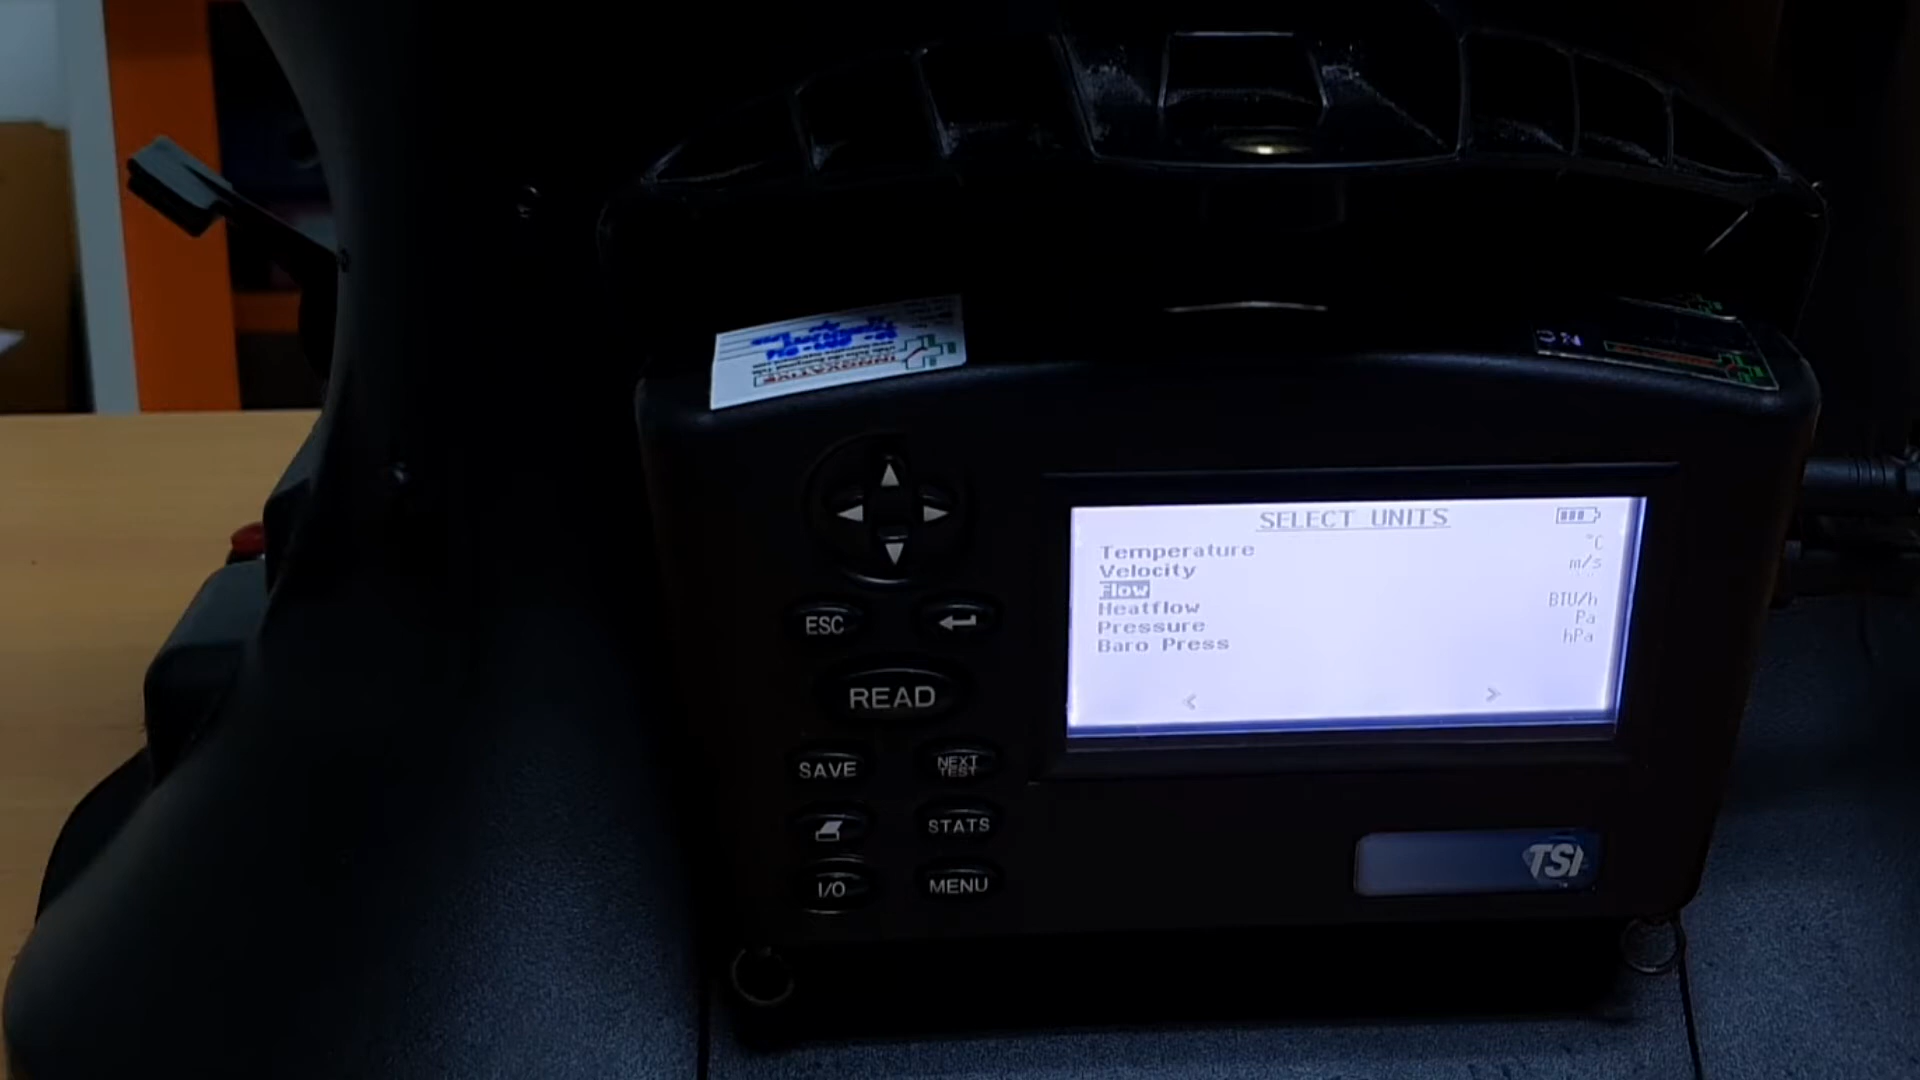 INNOVATIVE
SELECT UNITS
Temperature °C
Velocity m/s
Flow
Heatflow BTU/h
Pressure Pa
Baro Press hPa
< >
ESC
READ
SAVE
NEXT TEST
STATS
I/O
MENU
TSI